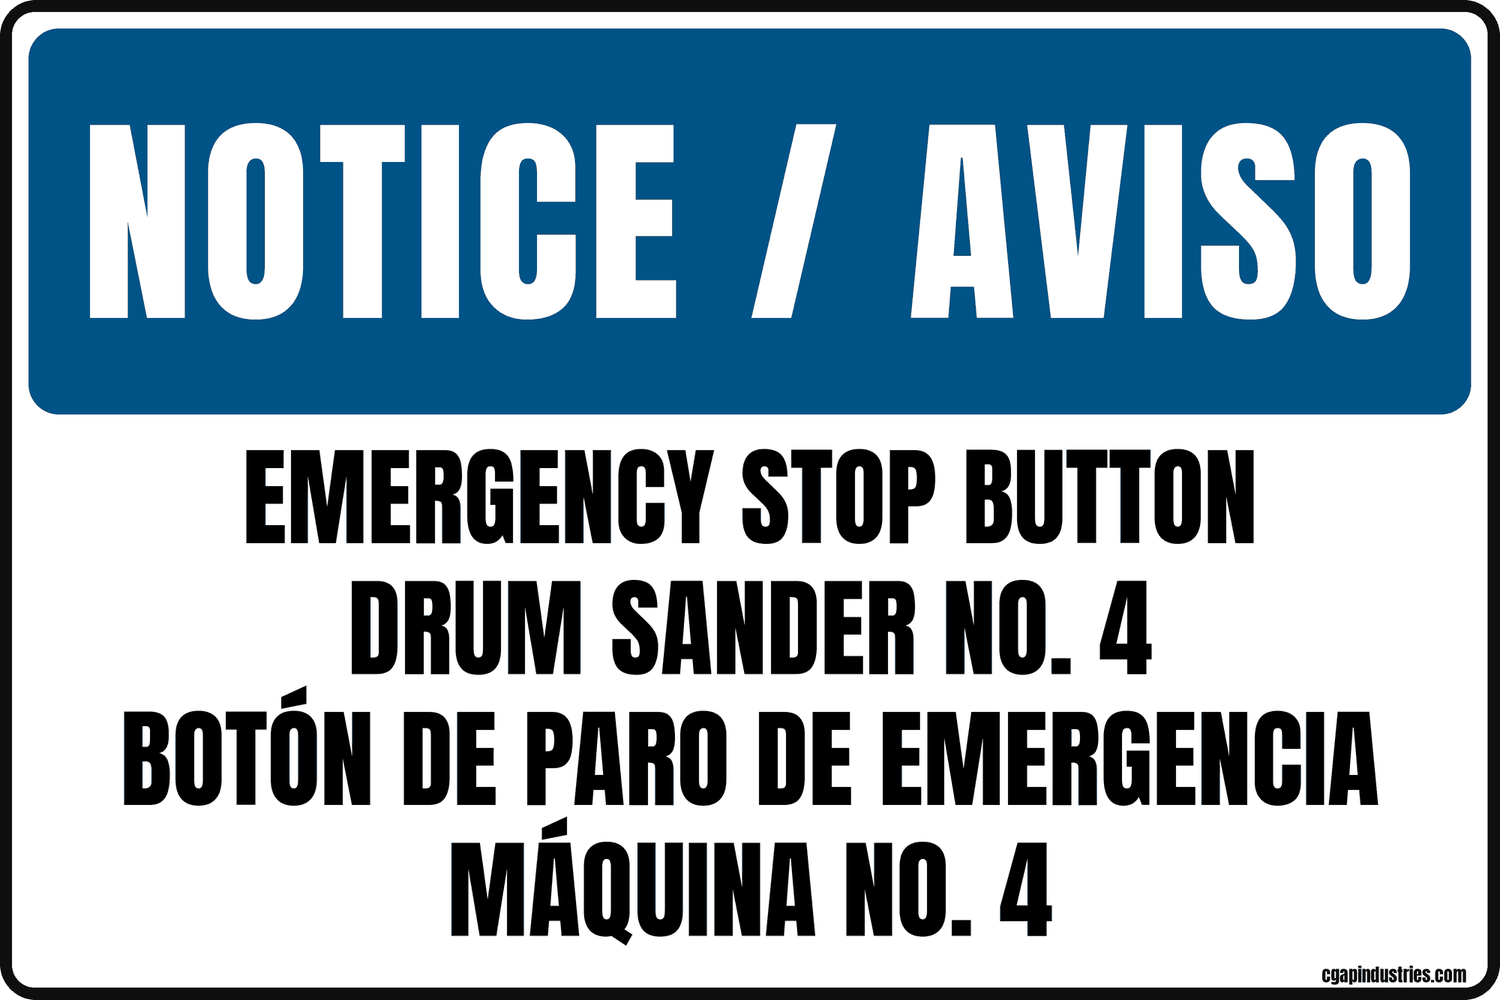 NOTICE / AVISO
EMERGENCY STOP BUTTON
DRUM SANDER NO. 4
BOTÓN DE PARO DE EMERGENCIA
MÁQUINA NO. 4
cgapindustries.com